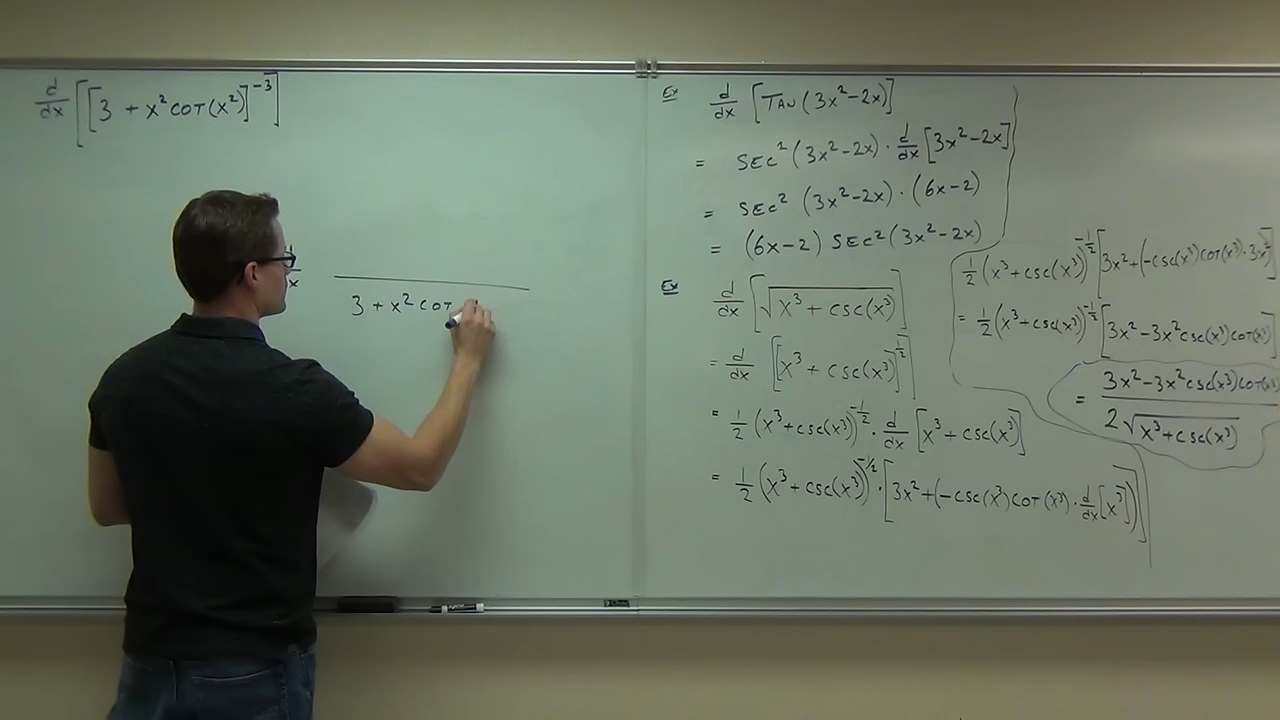 d/dx [[3 + x² COT(x²)]⁻³]
3 + x² COT
Ex d/dx [TAN (3x²-2x)]
= SEC² (3x²-2x) · d/dx [3x²-2x]
= SEC² (3x²-2x) · (6x-2)
= (6x-2) SEC² (3x²-2x)
Ex d/dx [√x³ + csc(x³)]
= d/dx [[x³ + csc(x³)]^½]
= ½ (x³+csc(x³))^-½ · d/dx [x³ + csc(x³)]
= ½ (x³+csc(x³))^-½ · [3x² + (-csc(x³)COT(x³) · d/dx [x³])]
½ (x³+csc(x³))^-½ [3x² + (-csc(x³)COT(x³) · 3x²]
= ½ (x³+csc(x³))^-½ [3x² - 3x²csc(x³)COT(x³)]
= 3x²-3x²csc(x³)COT(x³) / 2√x³+csc(x³)